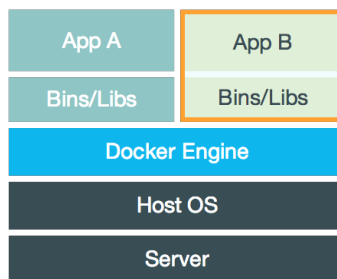 App A
App B
Bins/Libs
Bins/Libs
Docker Engine
Host OS
Server